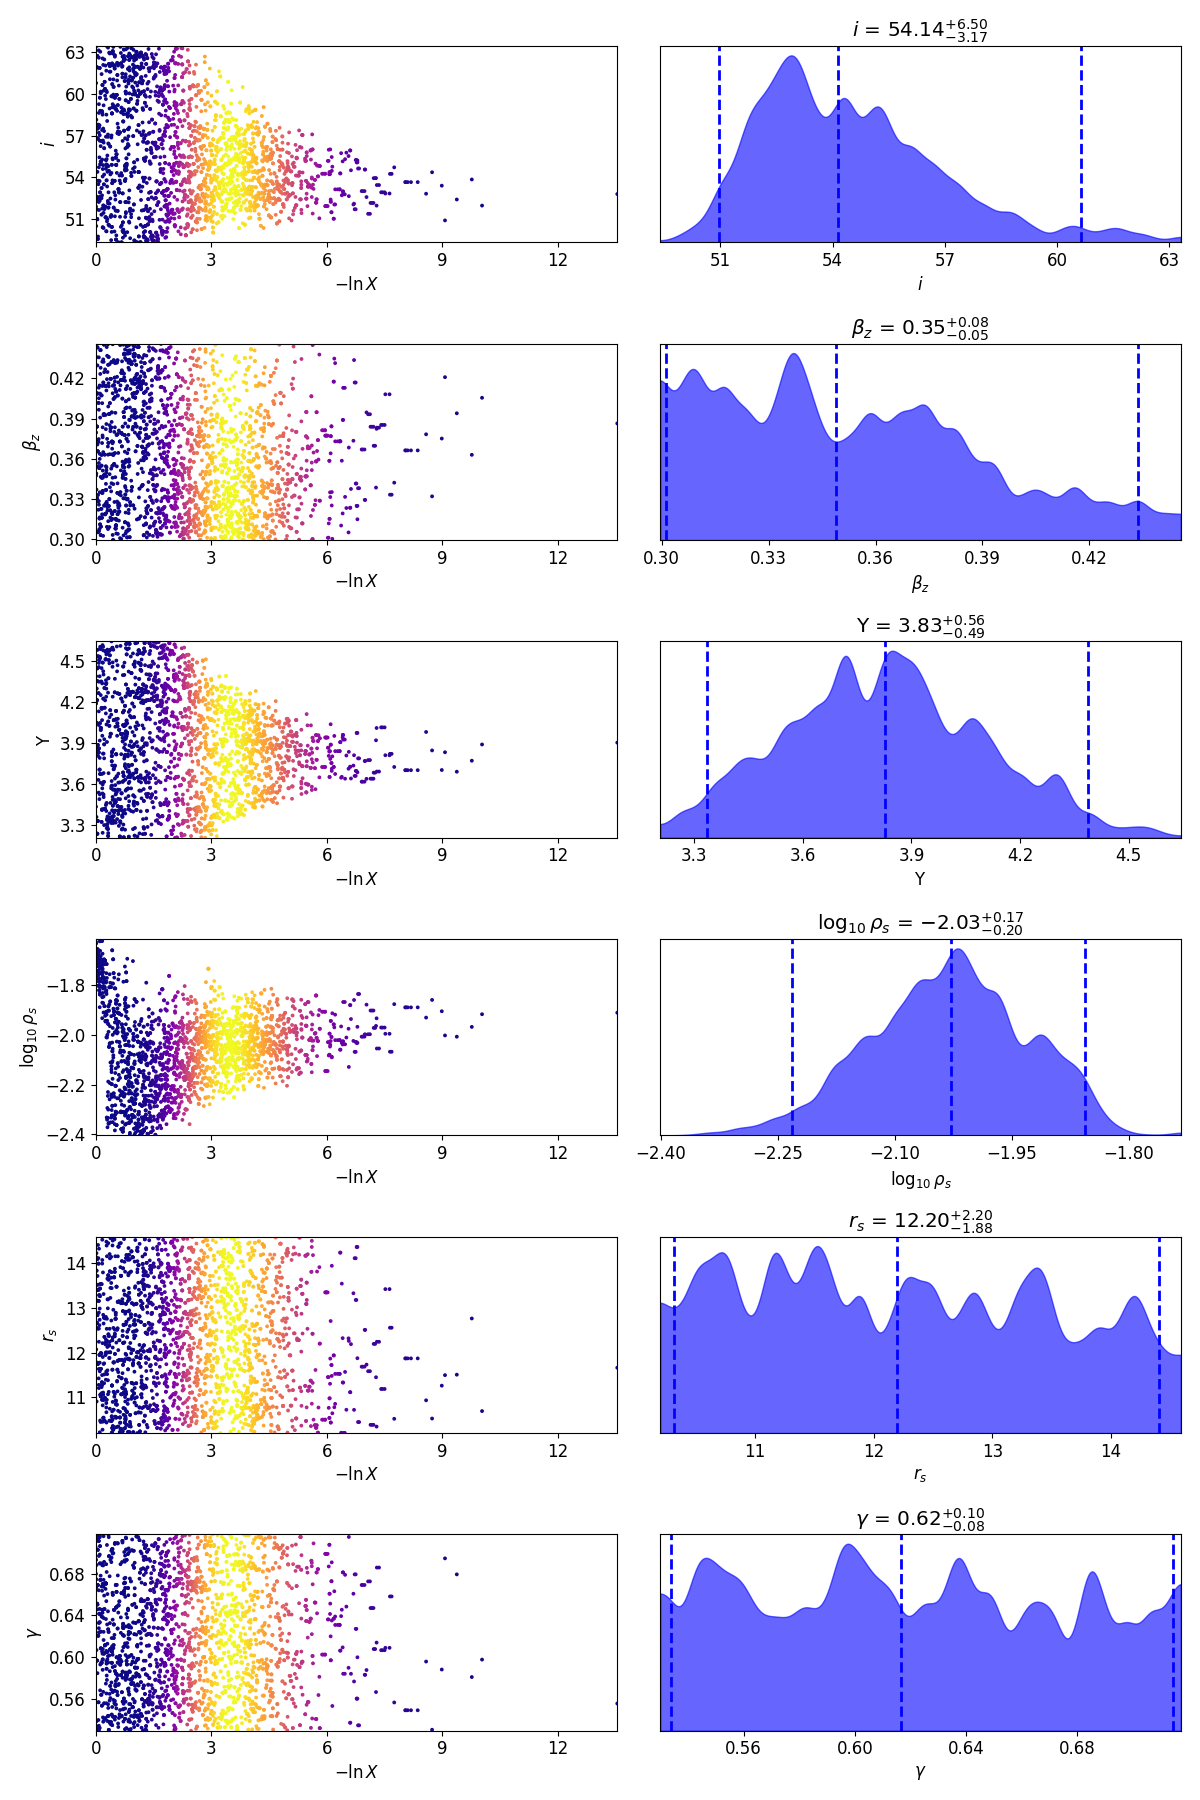 i = 54.14+6.50−3.17
63
60
57
54
51
i
0 3 6 9 12
−ln X
51 54 57 60 63
i
βz = 0.35+0.08−0.05
0.42
0.39
0.36
0.33
0.30
βz
0 3 6 9 12
−ln X
0.30 0.33 0.36 0.39 0.42
βz
Y = 3.83+0.56−0.49
4.5
4.2
3.9
3.6
3.3
Y
0 3 6 9 12
−ln X
3.3 3.6 3.9 4.2 4.5
Y
log10 ρs = −2.03+0.17−0.20
−1.8
−2.0
−2.2
−2.4
log10 ρs
0 3 6 9 12
−ln X
−2.40 −2.25 −2.10 −1.95 −1.80
log10 ρs
rs = 12.20+2.20−1.88
14
13
12
11
rs
0 3 6 9 12
−ln X
11 12 13 14
rs
γ = 0.62+0.10−0.08
0.68
0.64
0.60
0.56
γ
0 3 6 9 12
−ln X
0.56 0.60 0.64 0.68
γ